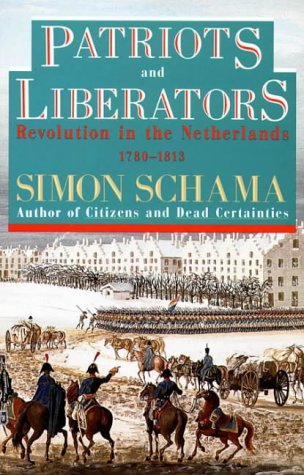 PATRIOTS
and
LIBERATORS
Revolution in the Netherlands
1780–1813
SIMON SCHAMA
Author of Citizens and Dead Certainties